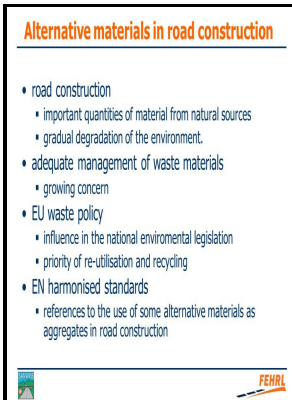 Alternative materials in road construction
• road construction
▪ important quantities of material from natural sources
▪ gradual degradation of the environment.
• adequate management of waste materials
▪ growing concern
• EU waste policy
▪ influence in the national enviromental legislation
▪ priority of re-utilisation and recycling
• EN harmonised standards
▪ references to the use of some alternative materials as
aggregates in road construction
FEHRL